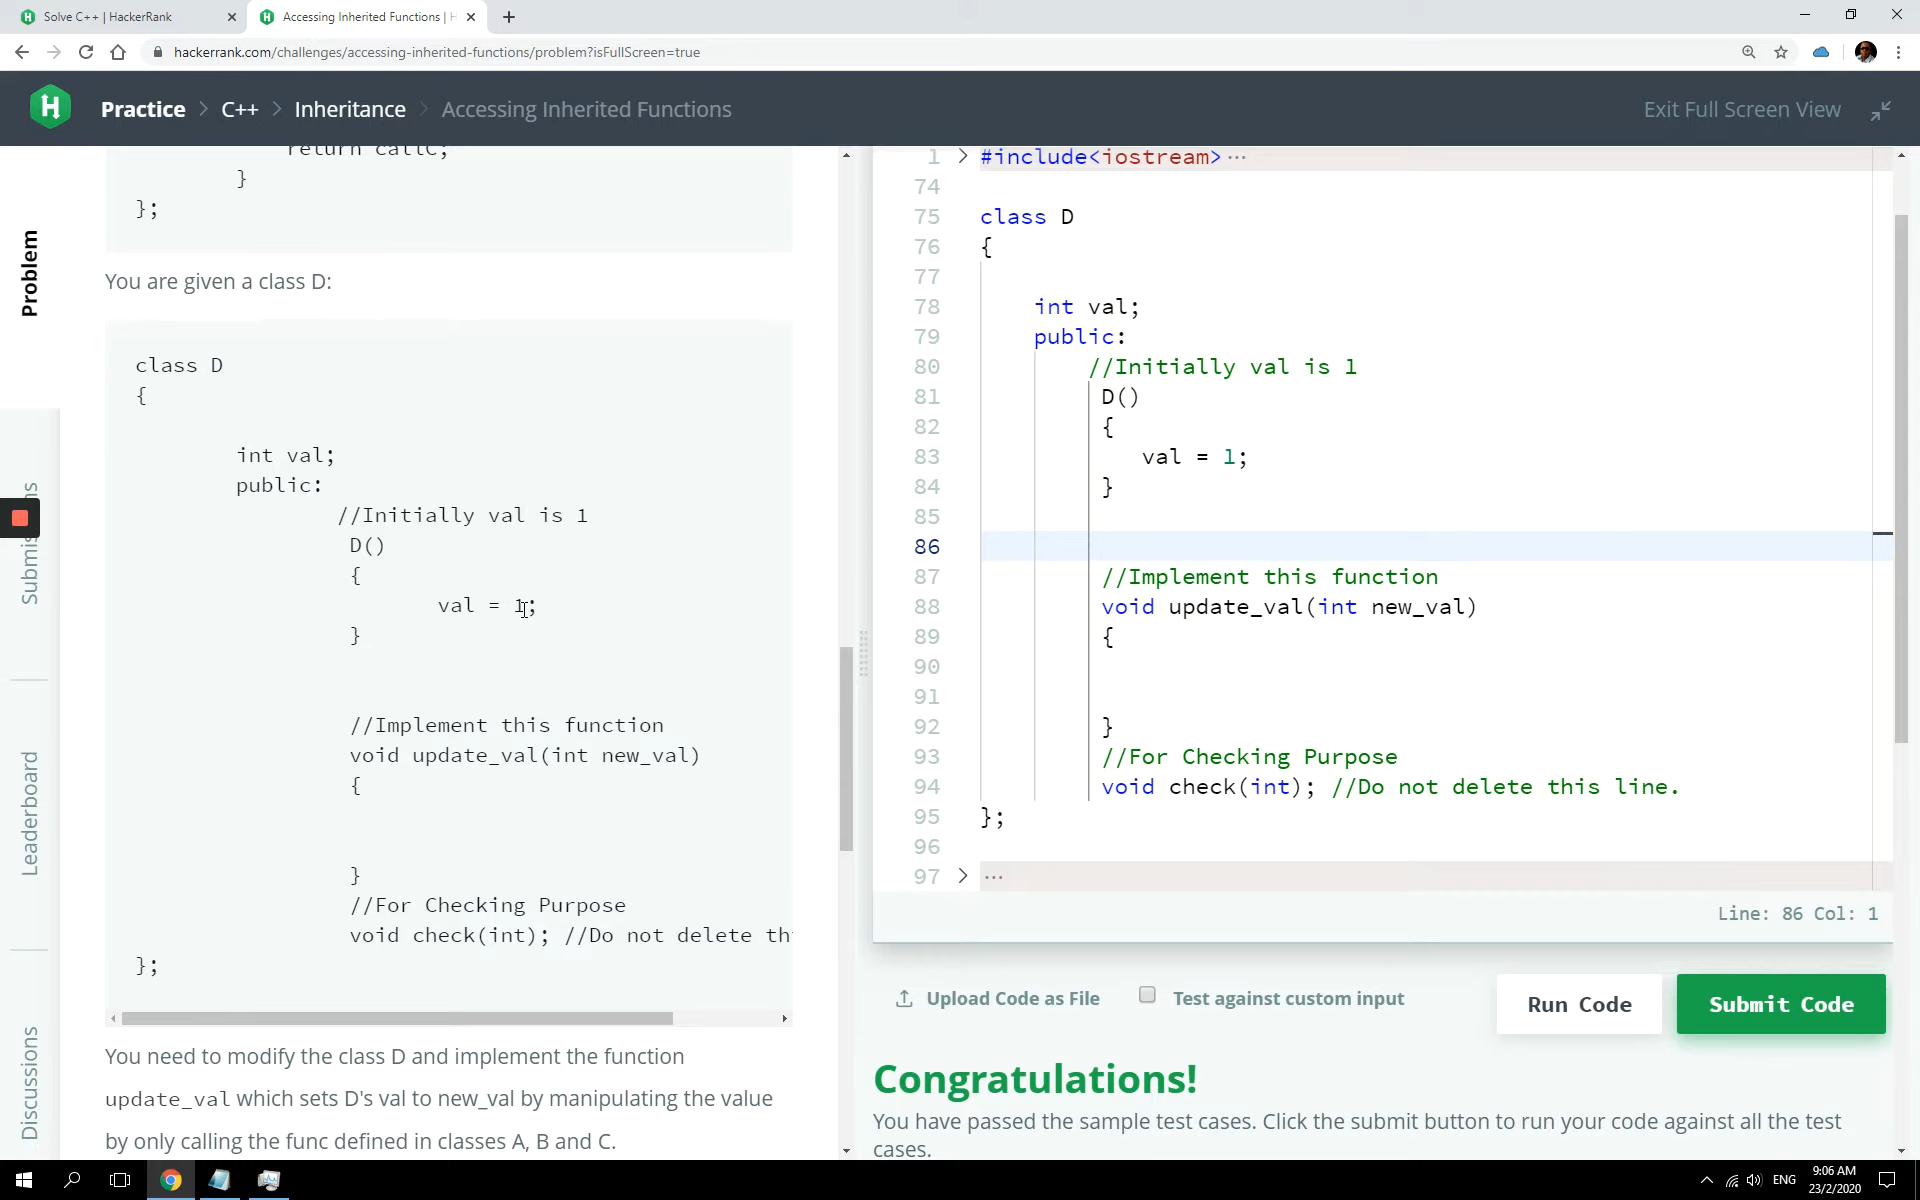 Solve C++ | HackerRank
Accessing Inherited Functions | H
hackerrank.com/challenges/accessing-inherited-functions/problem?isFullScreen=true
Practice > C++ > Inheritance > Accessing Inherited Functions
Exit Full Screen View
Problem
Submissions
Leaderboard
Discussions
return callC;
}
};
You are given a class D:
class D
{
int val;
public:
//Initially val is 1
D()
{
val = 1;
}
//Implement this function
void update_val(int new_val)
{
}
//For Checking Purpose
void check(int); //Do not delete th
};
You need to modify the class D and implement the function
update_val which sets D's val to new_val by manipulating the value
by only calling the func defined in classes A, B and C.
1 > #include<iostream> ...
74
75 class D
76 {
77
78 int val;
79 public:
80 //Initially val is 1
81 D()
82 {
83 val = 1;
84 }
85
86
87 //Implement this function
88 void update_val(int new_val)
89 {
90
91
92 }
93 //For Checking Purpose
94 void check(int); //Do not delete this line.
95 };
96
97 > ...
Line: 86 Col: 1
Upload Code as File
Test against custom input
Run Code
Submit Code
Congratulations!
You have passed the sample test cases. Click the submit button to run your code against all the test
cases.
ENG
9:06 AM
23/2/2020